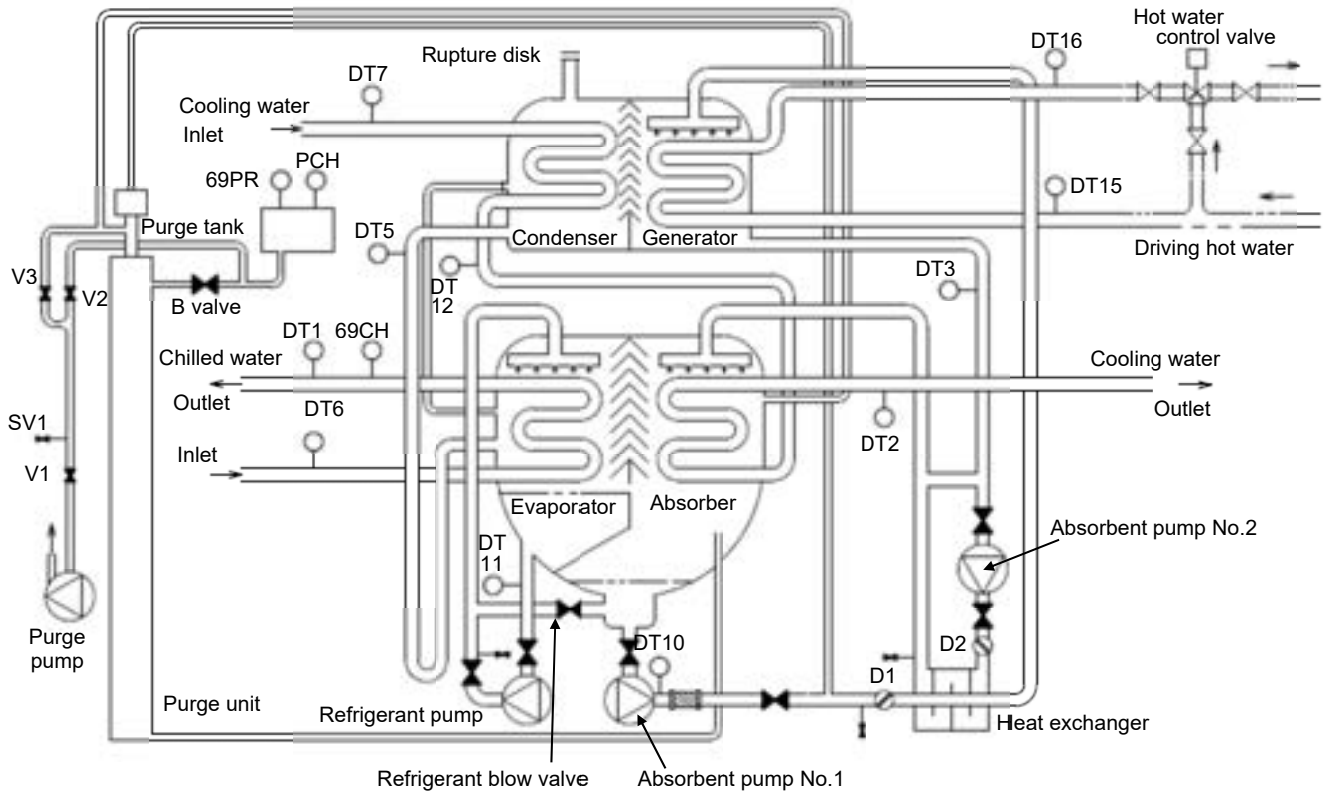 Hot water
control valve
DT16
Rupture disk
DT7
Cooling water
Inlet
PCH
69PR
DT15
Purge tank
DT5
Condenser
Generator
Driving hot water
V3
V2
B valve
DT
12
DT3
DT1
69CH
Chilled water
Outlet
Cooling water
Outlet
DT6
DT2
SV1
Inlet
V1
Evaporator
Absorber
Absorbent pump No.2
DT
11
Purge
pump
DT10
D2
D1
Purge unit
Refrigerant pump
Heat exchanger
Refrigerant blow valve
Absorbent pump No.1